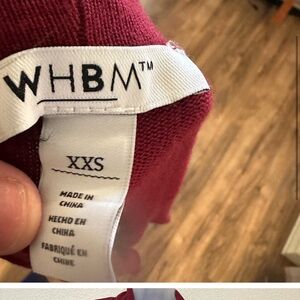 WHBM™
XXS
MADE IN
CHINA
HECHO EN
CHINA
FABRIQUÉ EN
CHINE